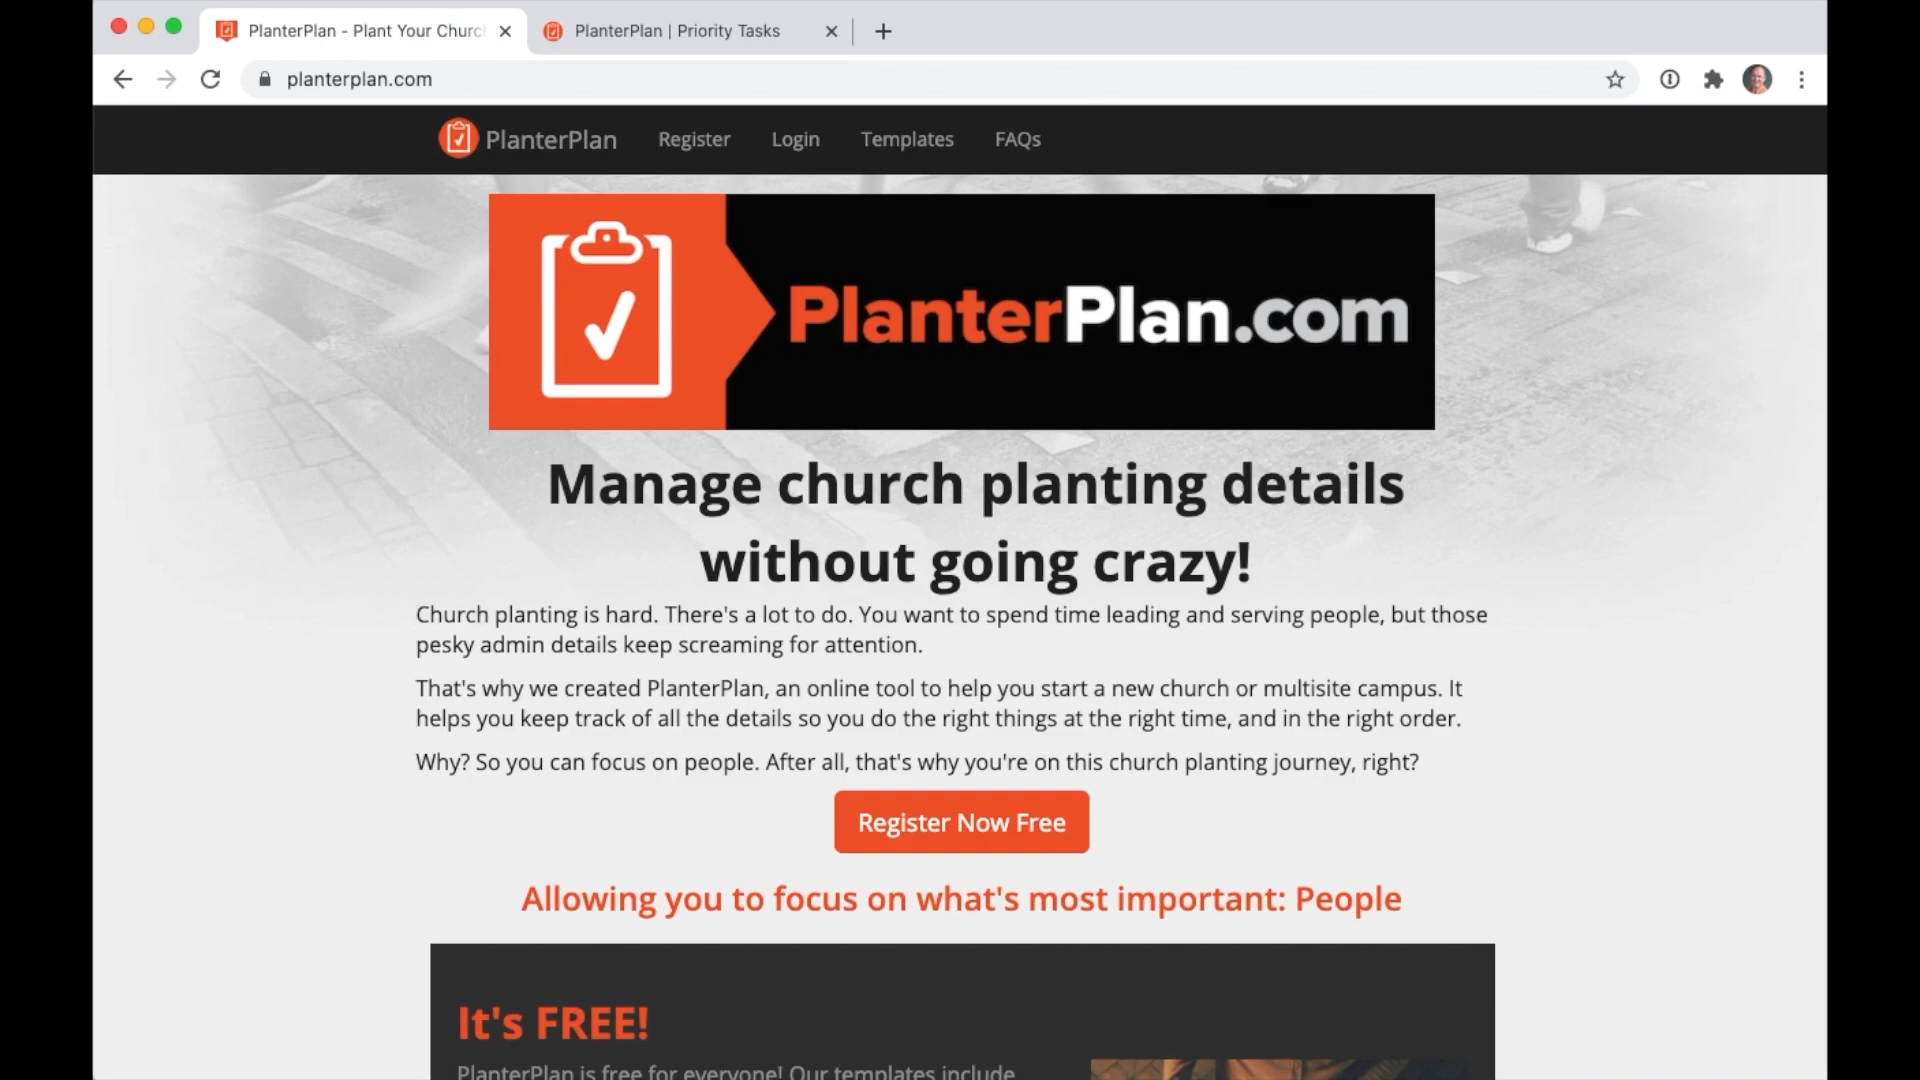 PlanterPlan - Plant Your Churc
PlanterPlan | Priority Tasks
planterplan.com
PlanterPlan Register Login Templates FAQs
PlanterPlan.com
Manage church planting details
without going crazy!
Church planting is hard. There's a lot to do. You want to spend time leading and serving people, but those
pesky admin details keep screaming for attention.
That's why we created PlanterPlan, an online tool to help you start a new church or multisite campus. It
helps you keep track of all the details so you do the right things at the right time, and in the right order.
Why? So you can focus on people. After all, that's why you're on this church planting journey, right?
Register Now Free
Allowing you to focus on what's most important: People
It's FREE!
PlanterPlan is free for everyone! Our templates include